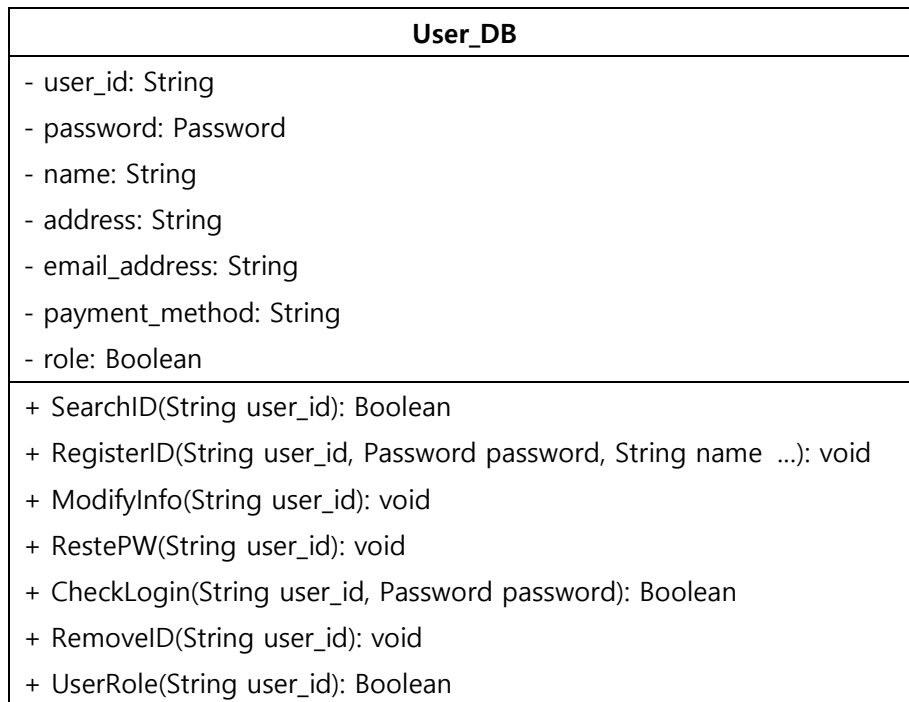 User_DB
- user_id: String
- password: Password
- name: String
- address: String
- email_address: String
- payment_method: String
- role: Boolean
+ SearchID(String user_id): Boolean
+ RegisterID(String user_id, Password password, String name ...): void
+ ModifyInfo(String user_id): void
+ RestePW(String user_id): void
+ CheckLogin(String user_id, Password password): Boolean
+ RemoveID(String user_id): void
+ UserRole(String user_id): Boolean